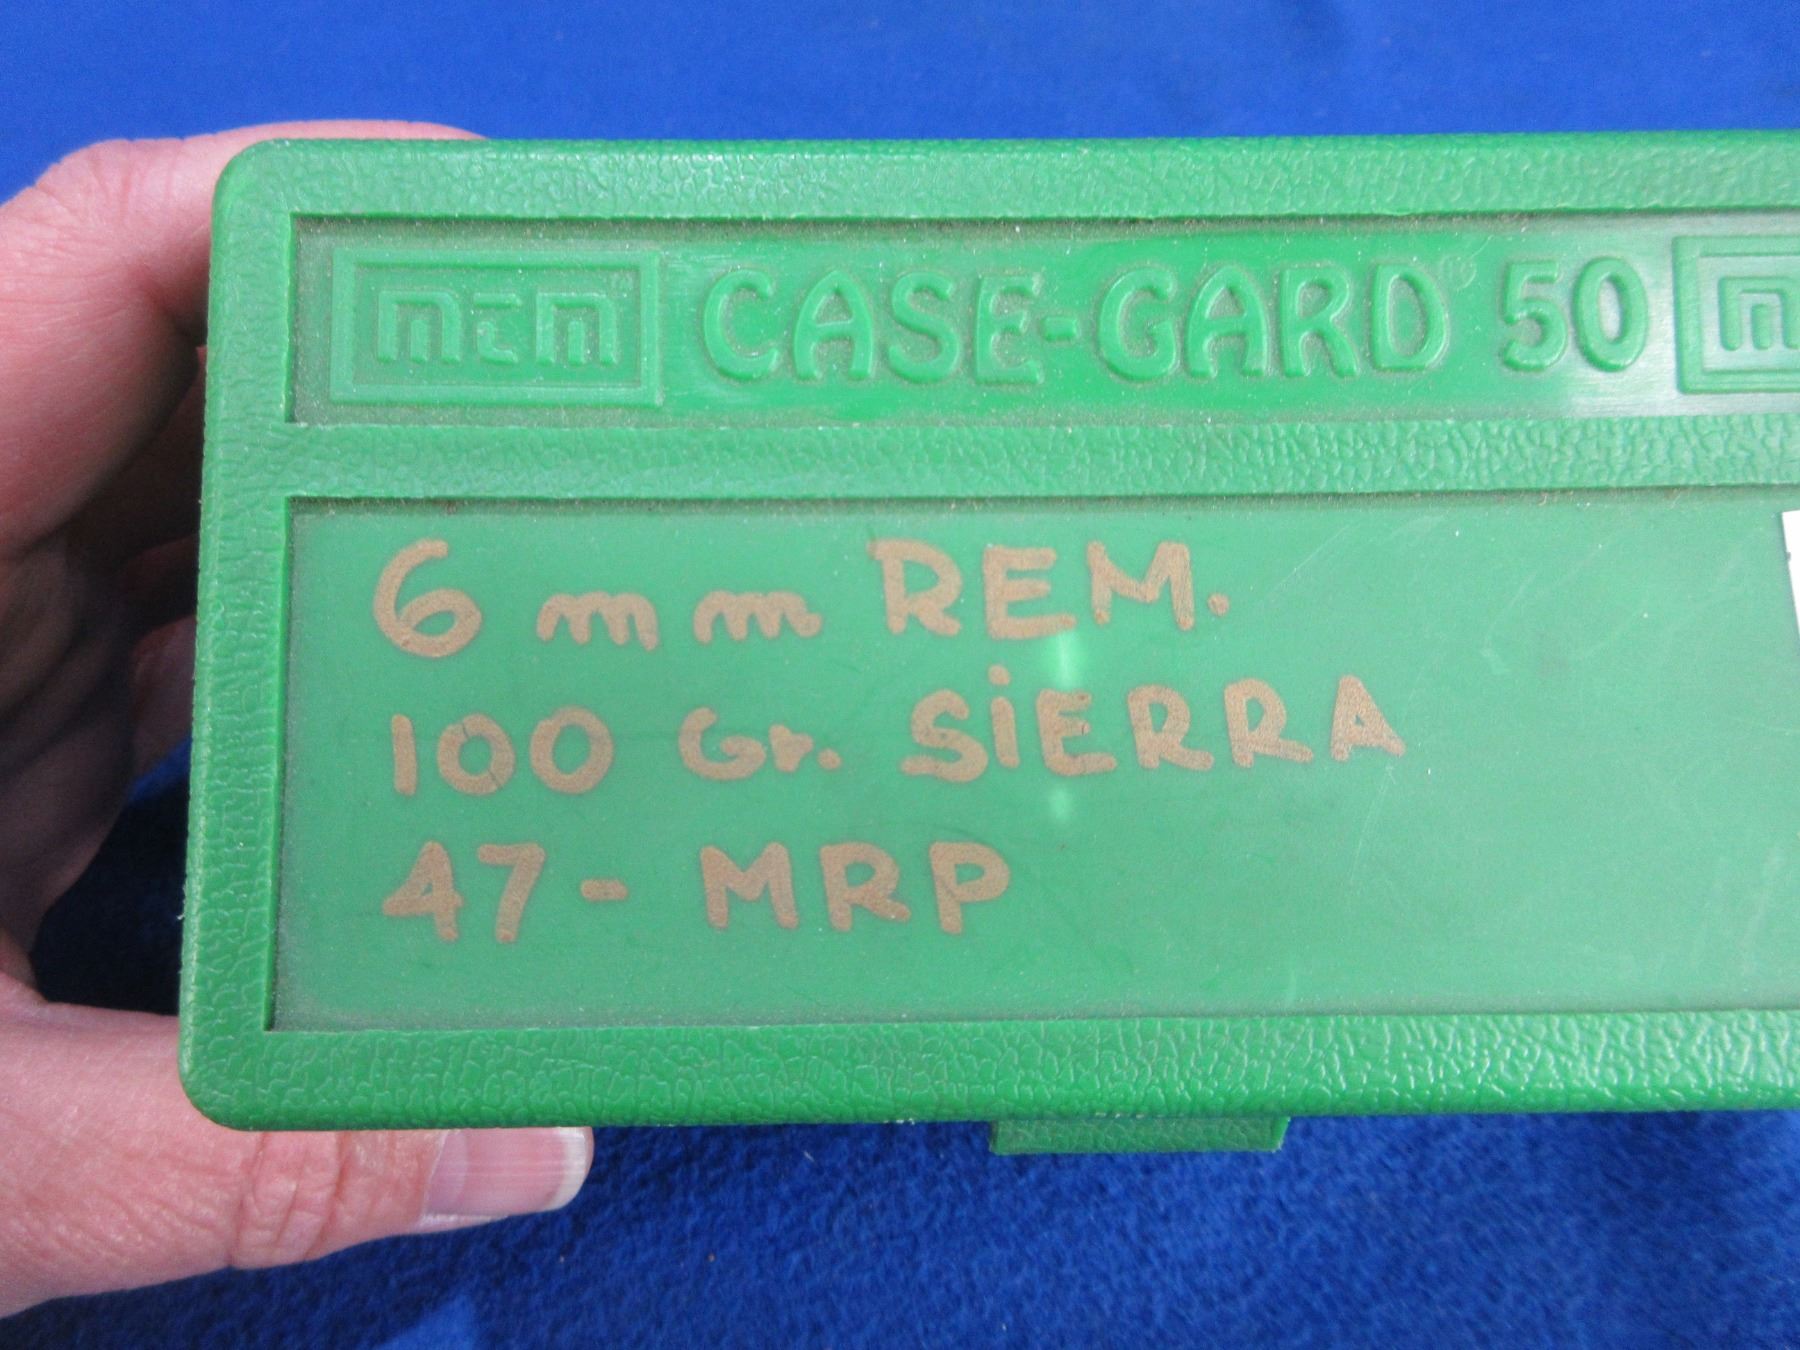 mtm CASE-GARD® 50 m
6 mm REM.
100 Gr. SiERRA
47- MRP